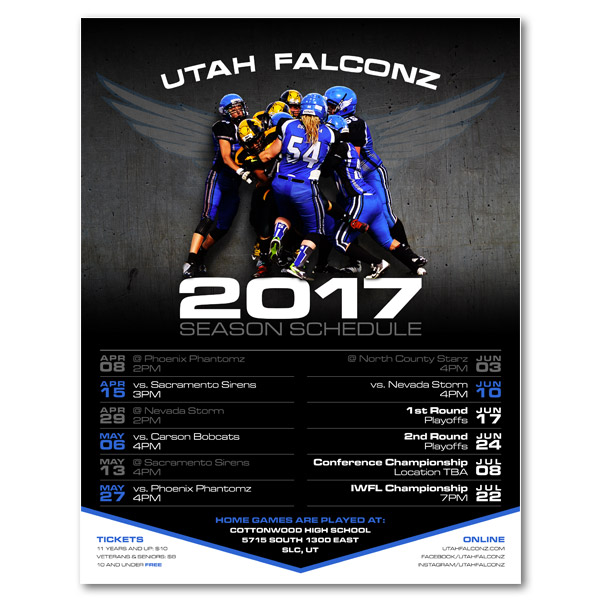 UTAH FALCONZ
54
2017
SEASON SCHEDULE
APR 08 @ Phoenix Phantomz 2PM
APR 15 vs. Sacramento Sirens 3PM
APR 29 @ Nevada Storm 2PM
MAY 06 vs. Carson Bobcats 4PM
MAY 13 @ Sacramento Sirens 4PM
MAY 27 vs. Phoenix Phantomz 4PM
@ North County Starz 4PM JUN 03
vs. Nevada Storm 4PM JUN 10
1st Round Playoffs JUN 17
2nd Round Playoffs JUN 24
Conference Championship Location TBA JUL 08
IWFL Championship 7PM JUL 22
HOME GAMES ARE PLAYED AT:
COTTONWOOD HIGH SCHOOL
5715 SOUTH 1300 EAST
SLC, UT
TICKETS
11 YEARS AND UP: $10
VETERANS & SENIORS: $8
10 AND UNDER FREE
ONLINE
UTAHFALCONZ.COM
FACEBOOK/UTAHFALCONZ
INSTAGRAM/UTAHFALCONZ